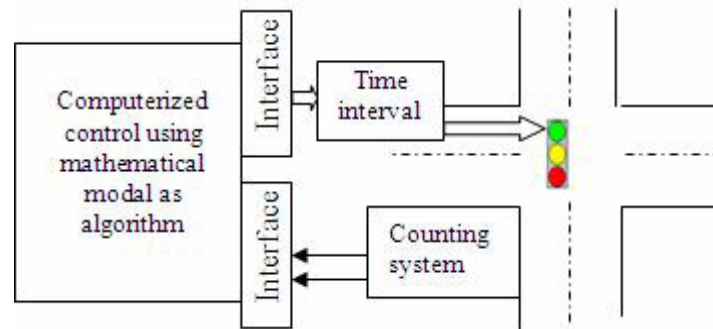 Computerized
control using
mathematical
modal as
algorithm
Interface
Time
interval
Interface
Counting
system